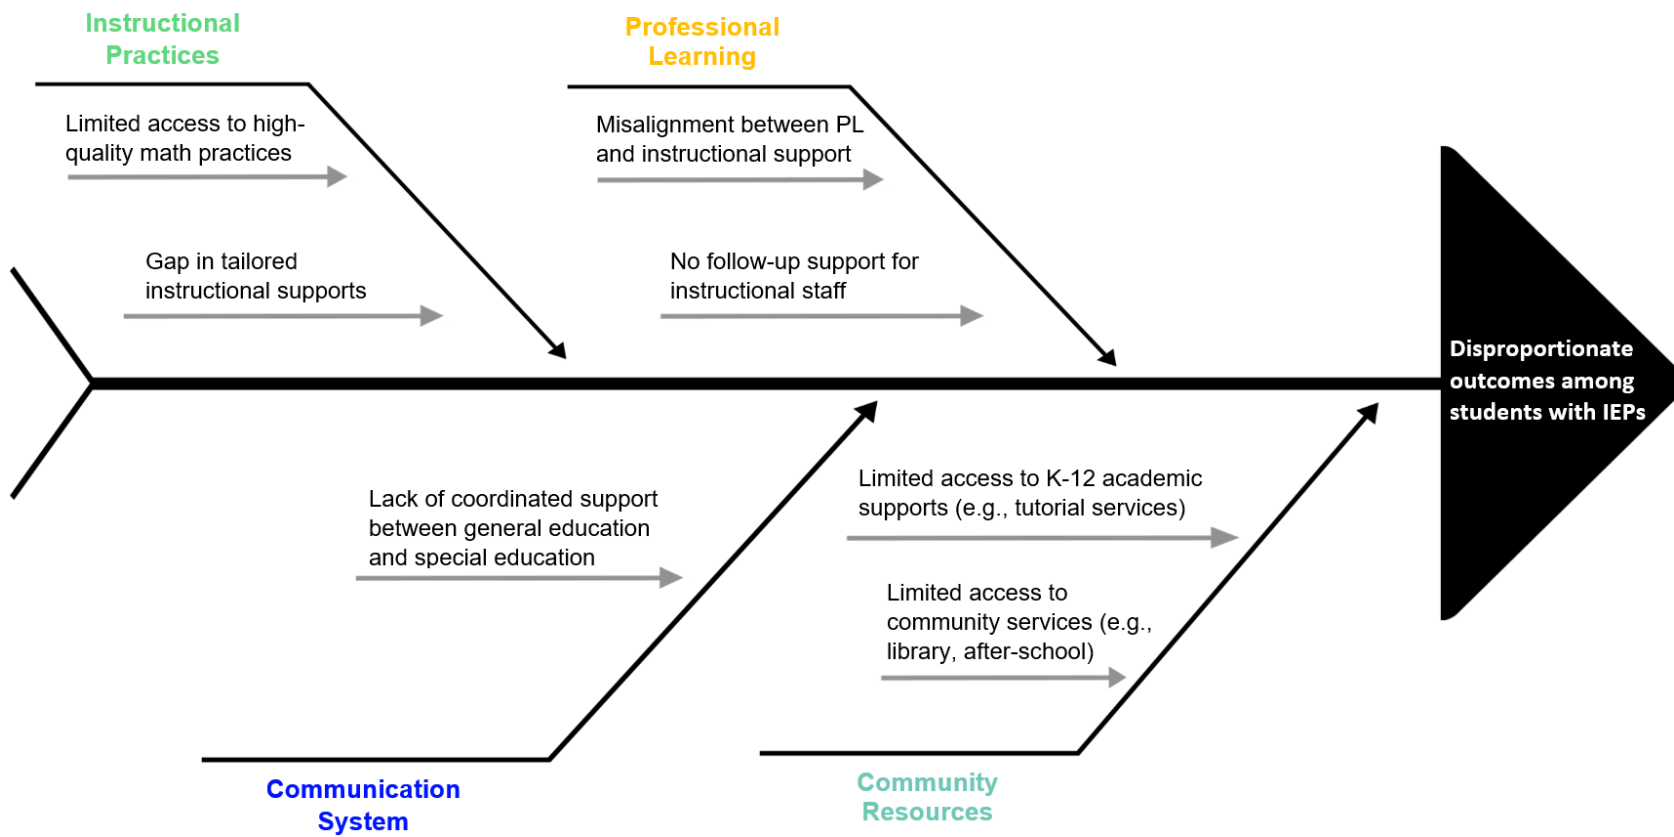 Instructional
Practices
Limited access to high-
quality math practices
Gap in tailored
instructional supports
Professional
Learning
Misalignment between PL
and instructional support
No follow-up support for
instructional staff
Disproportionate
outcomes among
students with IEPs
Lack of coordinated support
between general education
and special education
Communication
System
Limited access to K-12 academic
supports (e.g., tutorial services)
Limited access to
community services (e.g.,
library, after-school)
Community
Resources